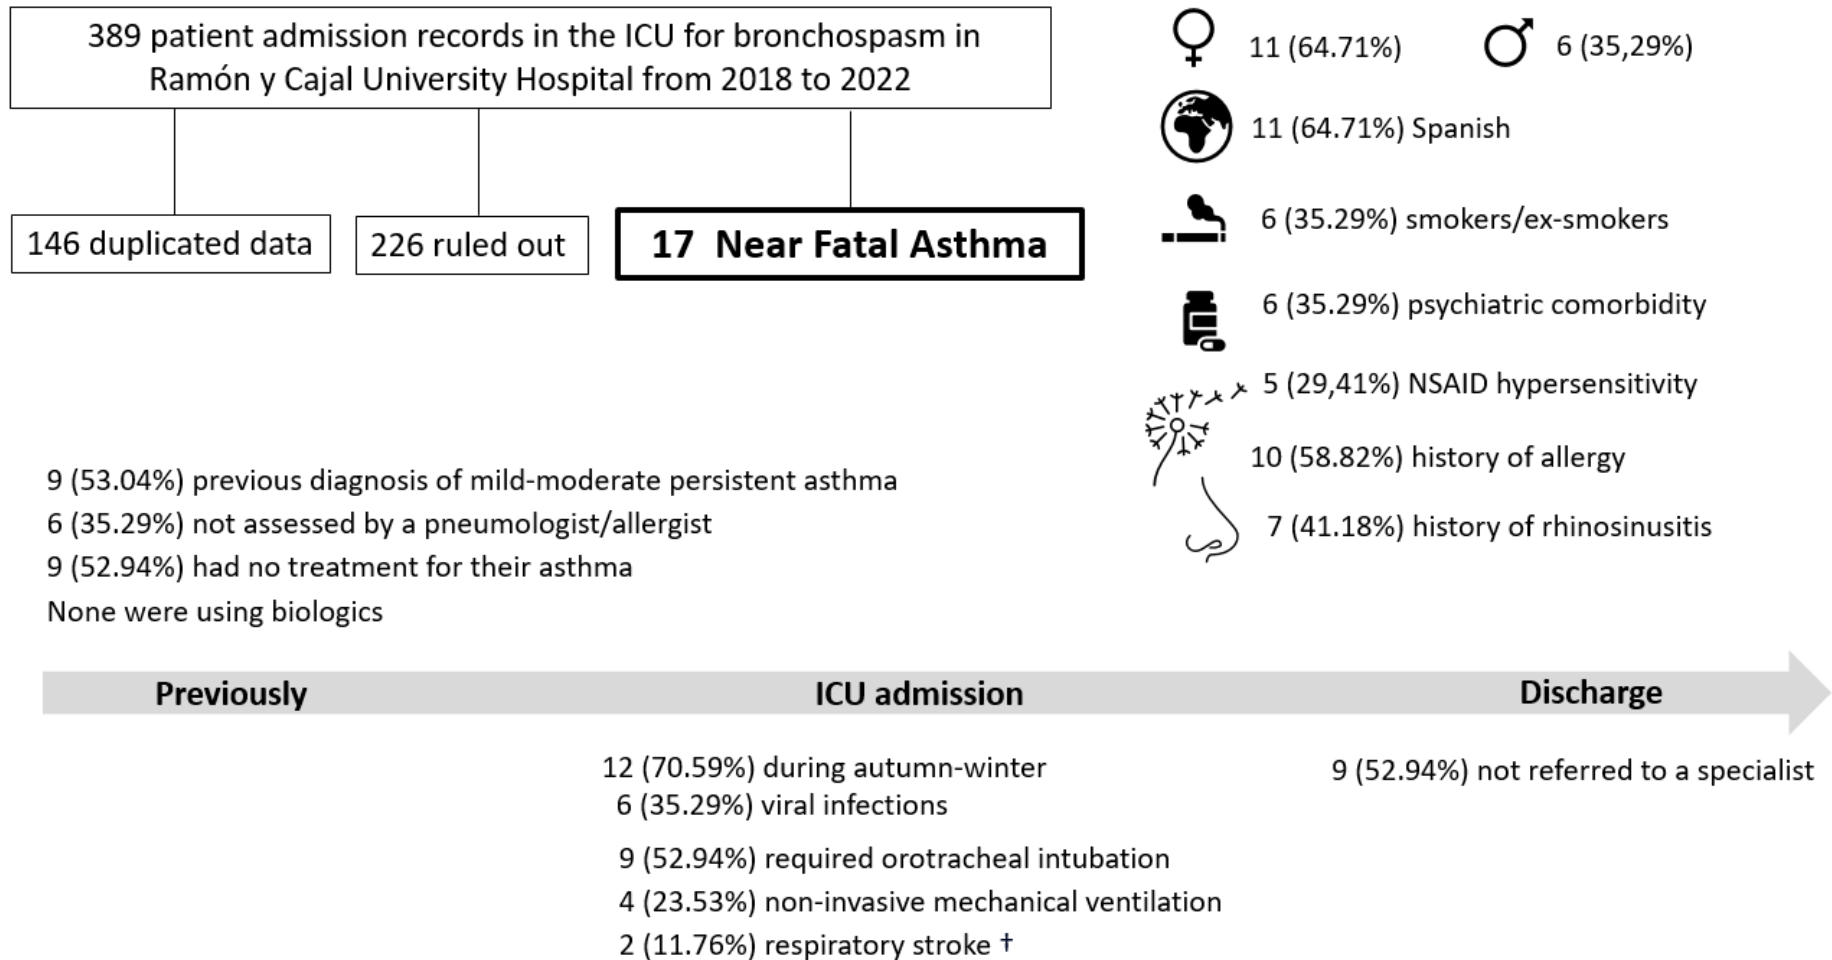 389 patient admission records in the ICU for bronchospasm in
Ramón y Cajal University Hospital from 2018 to 2022
146 duplicated data
226 ruled out
17 Near Fatal Asthma
11 (64.71%)
6 (35,29%)
11 (64.71%) Spanish
6 (35.29%) smokers/ex-smokers
6 (35.29%) psychiatric comorbidity
5 (29,41%) NSAID hypersensitivity
10 (58.82%) history of allergy
7 (41.18%) history of rhinosinusitis
9 (53.04%) previous diagnosis of mild-moderate persistent asthma
6 (35.29%) not assessed by a pneumologist/allergist
9 (52.94%) had no treatment for their asthma
None were using biologics
Previously
ICU admission
Discharge
12 (70.59%) during autumn-winter
6 (35.29%) viral infections
9 (52.94%) required orotracheal intubation
4 (23.53%) non-invasive mechanical ventilation
2 (11.76%) respiratory stroke †
9 (52.94%) not referred to a specialist